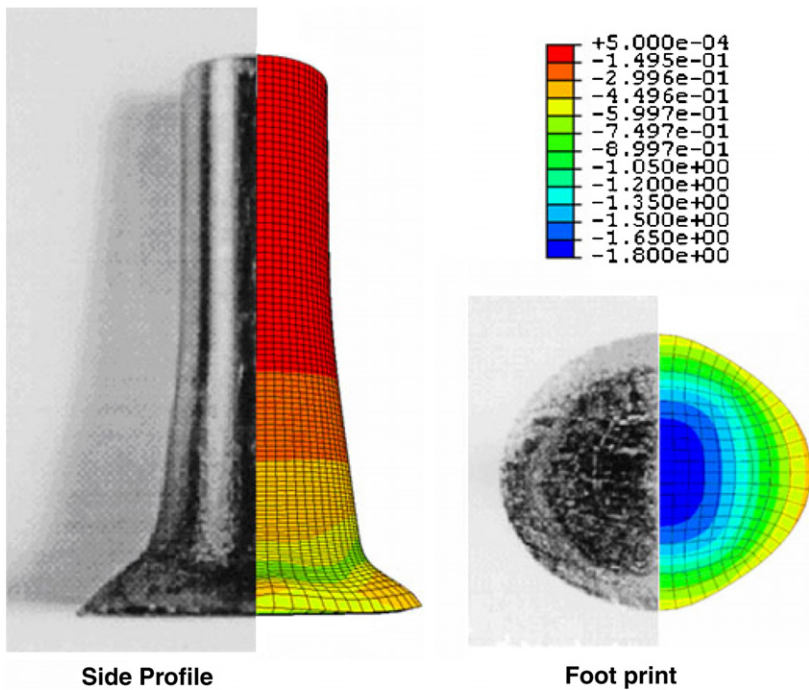 +5.000e-04
-1.495e-01
-2.996e-01
-4.496e-01
-5.997e-01
-7.497e-01
-8.997e-01
-1.050e+00
-1.200e+00
-1.350e+00
-1.500e+00
-1.650e+00
-1.800e+00
Side Profile
Foot print